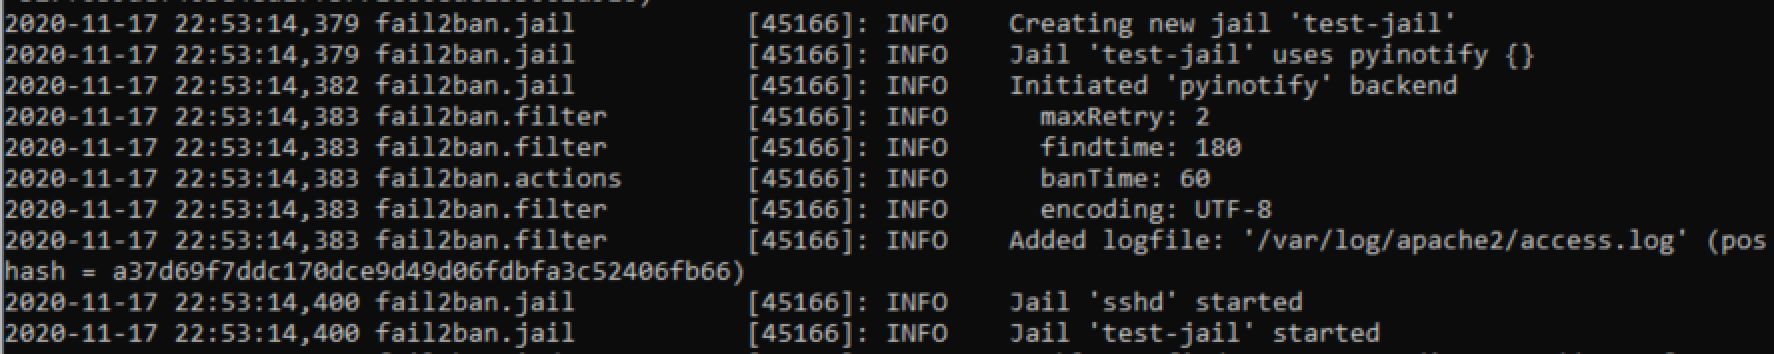 2020-11-17 22:53:14,379 fail2ban.jail [45166]: INFO Creating new jail 'test-jail'
2020-11-17 22:53:14,379 fail2ban.jail [45166]: INFO Jail 'test-jail' uses pyinotify {}
2020-11-17 22:53:14,382 fail2ban.jail [45166]: INFO Initiated 'pyinotify' backend
2020-11-17 22:53:14,383 fail2ban.filter [45166]: INFO maxRetry: 2
2020-11-17 22:53:14,383 fail2ban.filter [45166]: INFO findtime: 180
2020-11-17 22:53:14,383 fail2ban.actions [45166]: INFO banTime: 60
2020-11-17 22:53:14,383 fail2ban.filter [45166]: INFO encoding: UTF-8
2020-11-17 22:53:14,383 fail2ban.filter [45166]: INFO Added logfile: '/var/log/apache2/access.log' (pos
hash = a37d69f7ddc170dce9d49d06fdbfa3c52406fb66)
2020-11-17 22:53:14,400 fail2ban.jail [45166]: INFO Jail 'sshd' started
2020-11-17 22:53:14,400 fail2ban.jail [45166]: INFO Jail 'test-jail' started